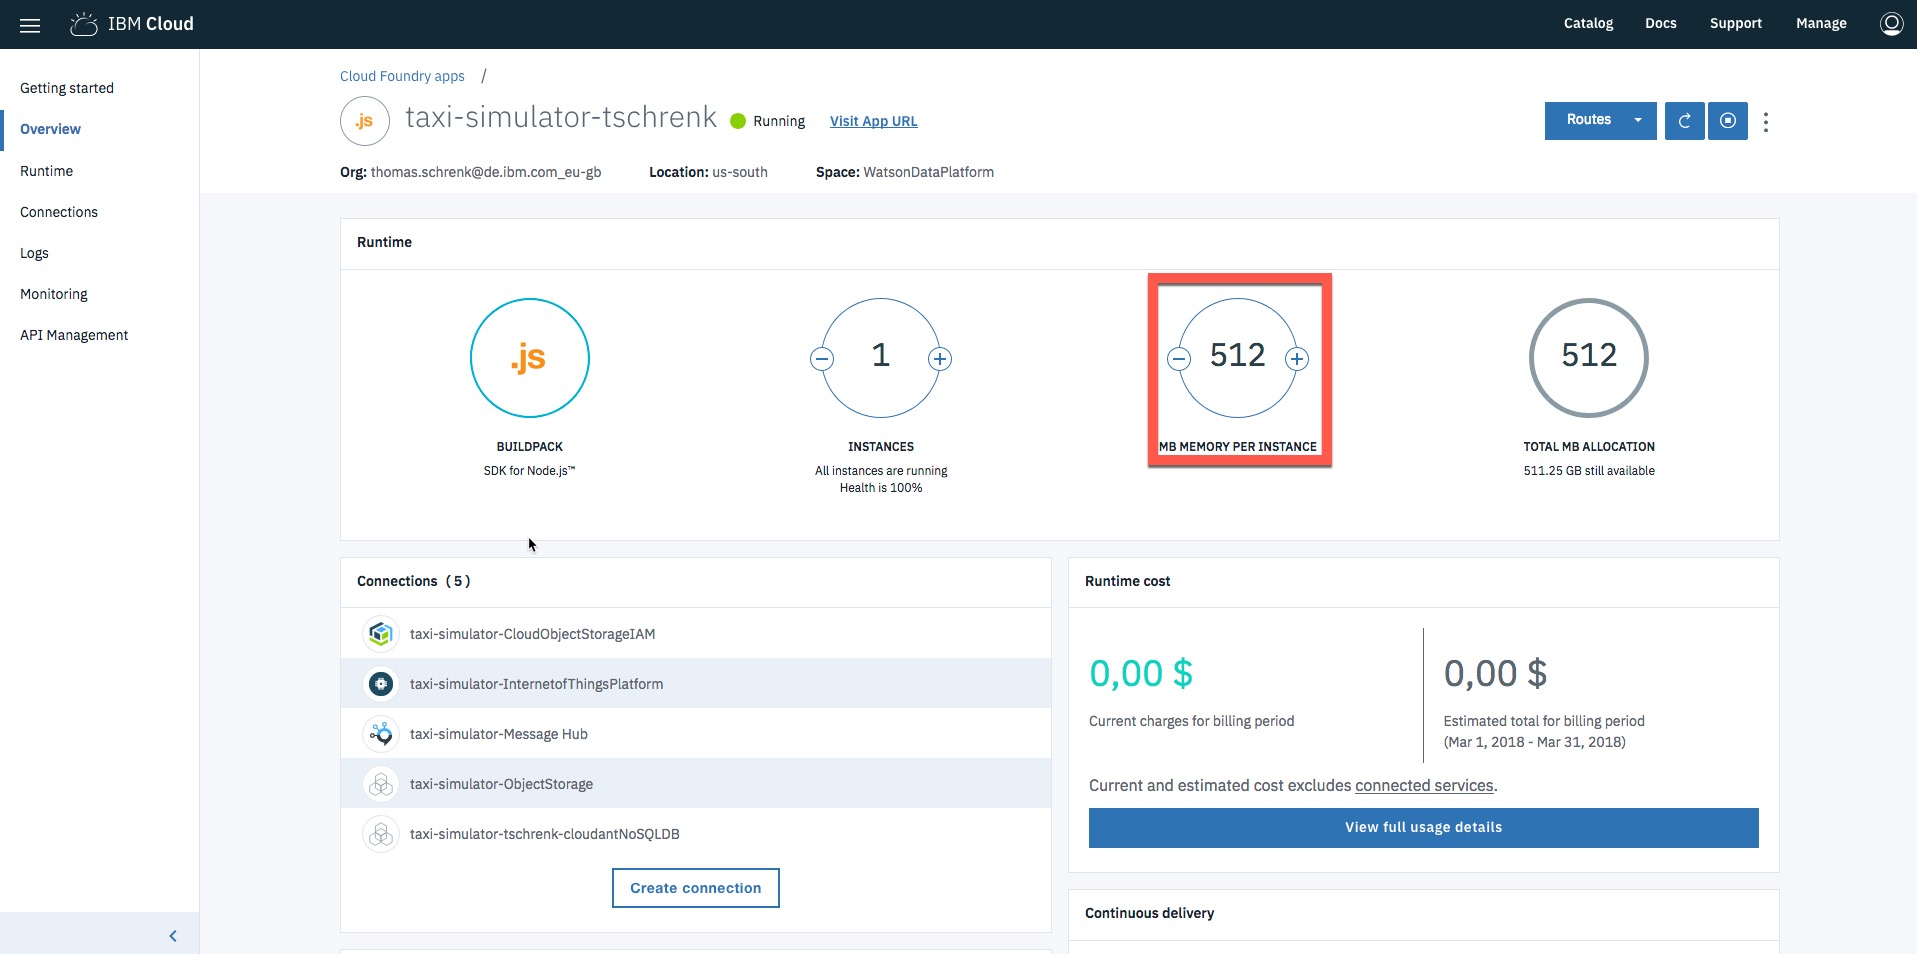 IBM Cloud
Catalog
Docs
Support
Manage
Getting started
Overview
Runtime
Connections
Logs
Monitoring
API Management
Cloud Foundry apps /
.js
taxi-simulator-tschrenk
Running
Visit App URL
Routes
Org: thomas.schrenk@de.ibm.com_eu-gb
Location: us-south
Space: WatsonDataPlatform
Runtime
.js
BUILDPACK
SDK for Node.js™
1
INSTANCES
All instances are running
Health is 100%
512
MB MEMORY PER INSTANCE
512
TOTAL MB ALLOCATION
511.25 GB still available
Connections (5)
taxi-simulator-CloudObjectStorageIAM
taxi-simulator-InternetofThingsPlatform
taxi-simulator-Message Hub
taxi-simulator-ObjectStorage
taxi-simulator-tschrenk-cloudantNoSQLDB
Create connection
Runtime cost
0,00 $
Current charges for billing period
0,00 $
Estimated total for billing period
(Mar 1, 2018 - Mar 31, 2018)
Current and estimated cost excludes connected services.
View full usage details
Continuous delivery